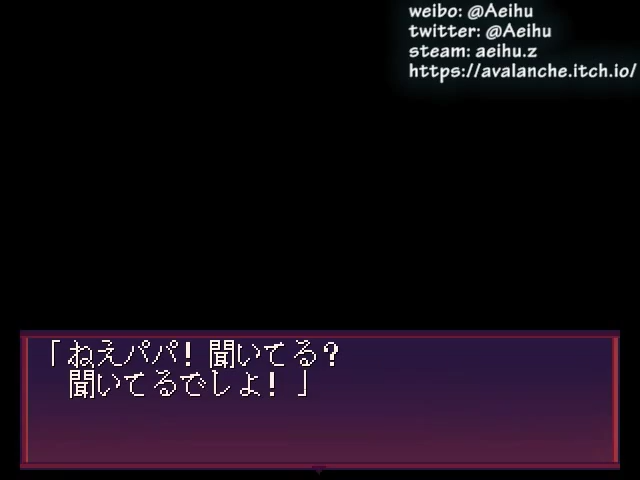 weibo: @Aeihu
twitter: @Aeihu
steam: aeihu.z
https://avalanche.itch.io/
「ねえパパ！聞いてる？
聞いてるでしょ！」